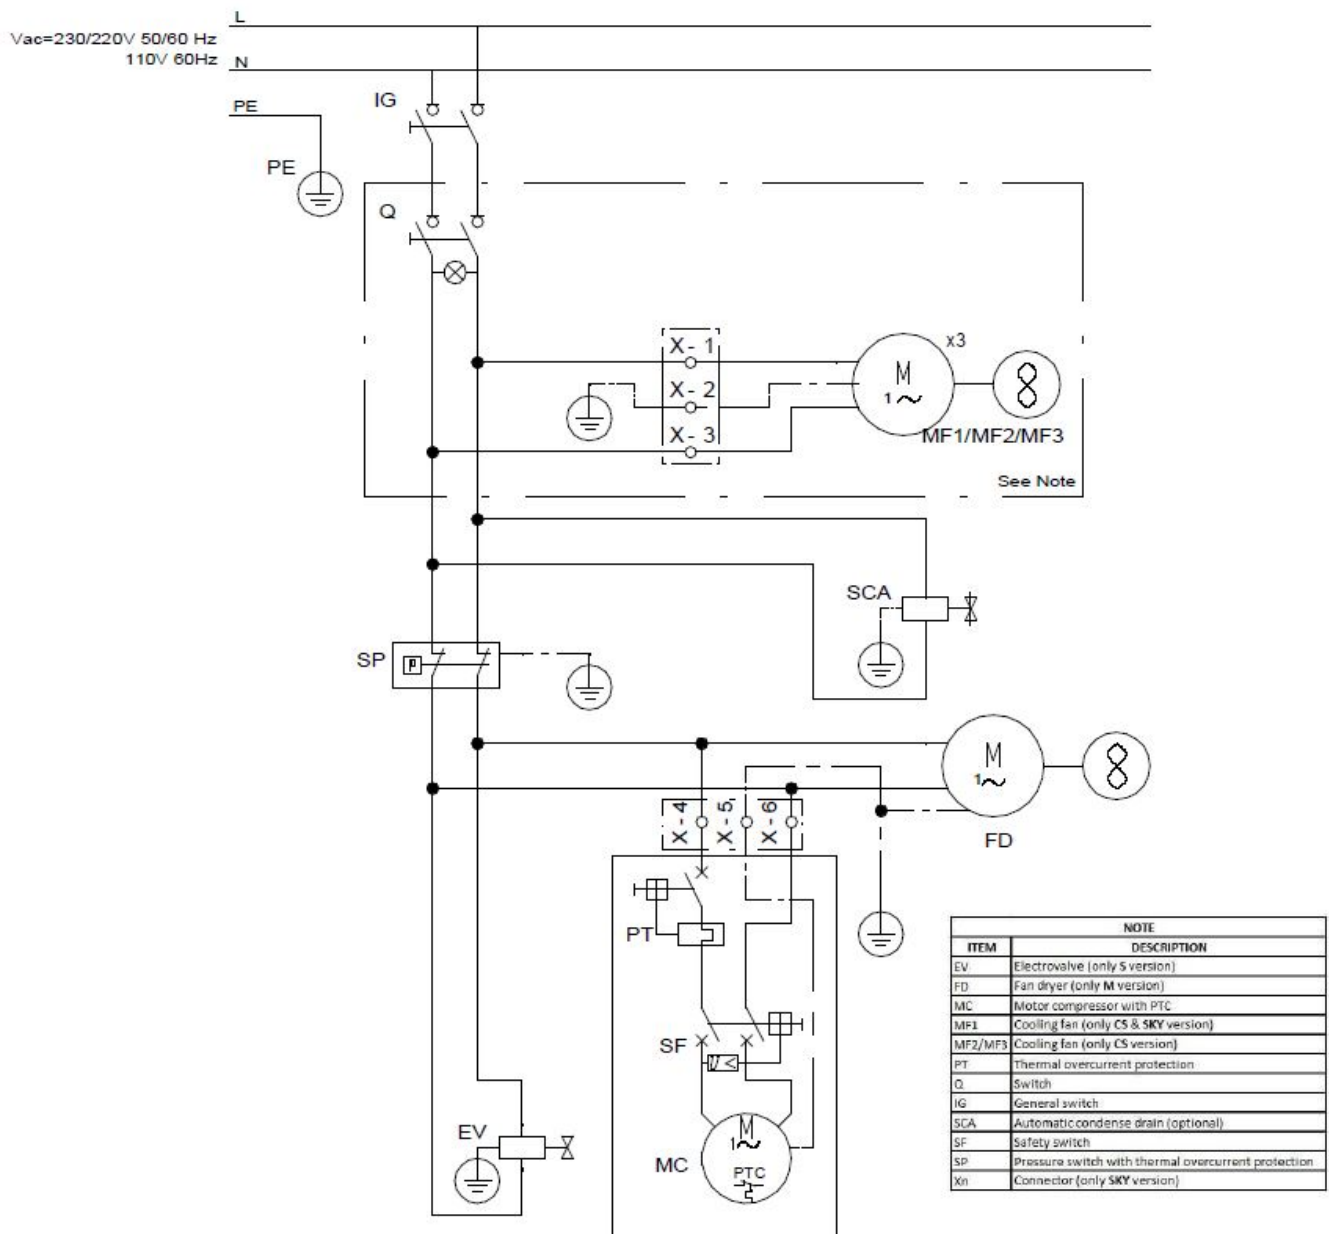 L
Vac=230/220V 50/60 Hz
110V 60Hz
N
PE
IG
PE
Q
X - 1
x3
M
1
X - 2
X - 3
MF1/MF2/MF3
See Note
SCA
SP
P
M
1
X - 4
X - 5
X - 6
FD
PT
SF
EV
M
1
MC
PTC
NOTE
ITEM DESCRIPTION
EV Electrovalve (only S version)
FD Fan dryer (only M version)
MC Motor compressor with PTC
MF1 Cooling fan (only CS & SKY version)
MF2/MF3 Cooling fan (only CS version)
PT Thermal overcurrent protection
Q Switch
IG General switch
SCA Automatic condense drain (optional)
SF Safety switch
SP Pressure switch with thermal overcurrent protection
Xn Connector (only SKY version)